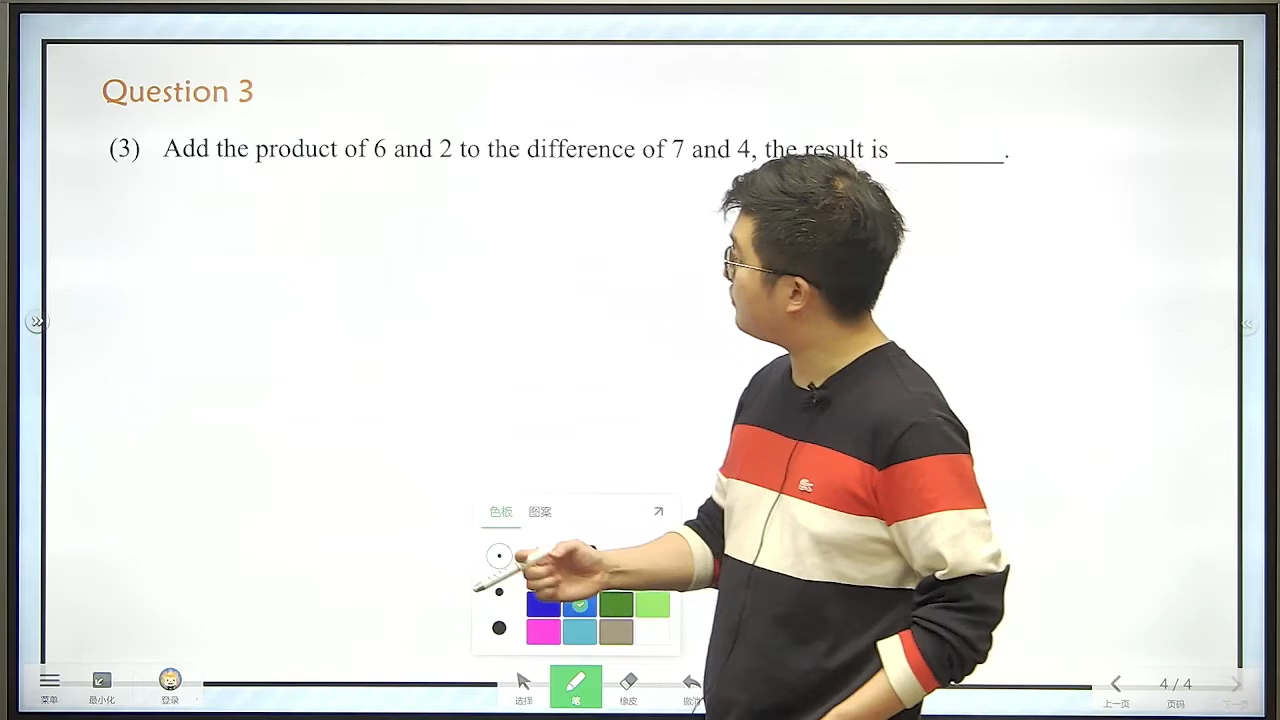 Question 3
(3) Add the product of 6 and 2 to the difference of 7 and 4, the result is ________.
色板 图案
菜单 最小化 登录 选择 笔 橡皮
上一页 4 / 4 页码